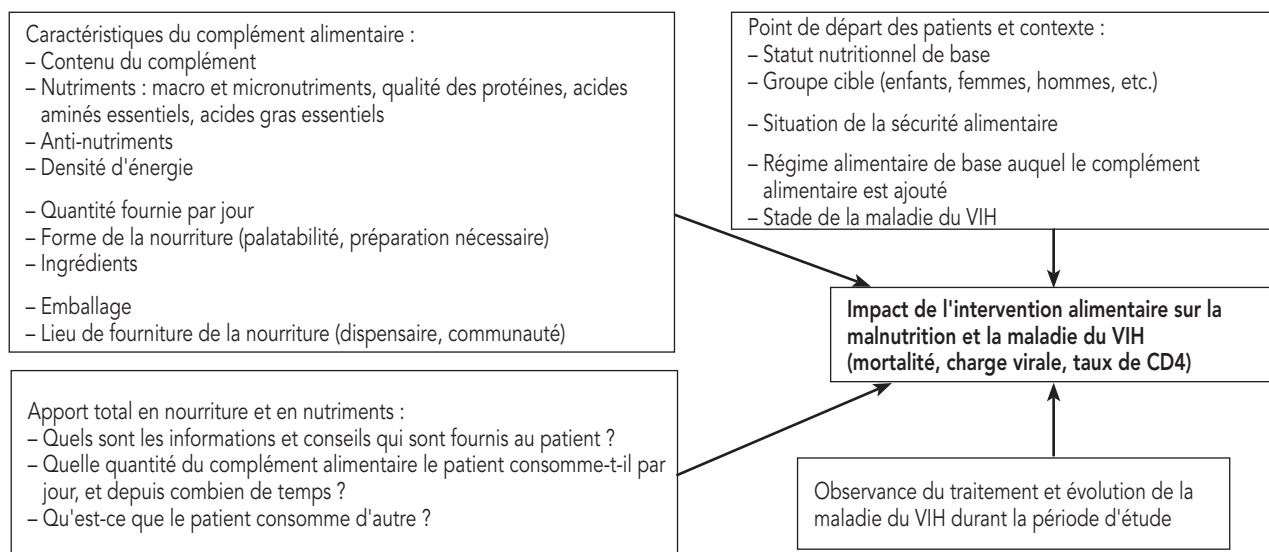 Caractéristiques du complément alimentaire :
– Contenu du complément
– Nutriments : macro et micronutriments, qualité des protéines, acides
aminés essentiels, acides gras essentiels
– Anti-nutriments
– Densité d'énergie
– Quantité fournie par jour
– Forme de la nourriture (palatabilité, préparation nécessaire)
– Ingrédients
– Emballage
– Lieu de fourniture de la nourriture (dispensaire, communauté)
Point de départ des patients et contexte :
– Statut nutritionnel de base
– Groupe cible (enfants, femmes, hommes, etc.)
– Situation de la sécurité alimentaire
– Régime alimentaire de base auquel le complément
alimentaire est ajouté
– Stade de la maladie du VIH
Impact de l'intervention alimentaire sur la
malnutrition et la maladie du VIH
(mortalité, charge virale, taux de CD4)
Apport total en nourriture et en nutriments :
– Quels sont les informations et conseils qui sont fournis au patient ?
– Quelle quantité du complément alimentaire le patient consomme-t-il par
jour, et depuis combien de temps ?
– Qu'est-ce que le patient consomme d'autre ?
Observance du traitement et évolution de la
maladie du VIH durant la période d'étude